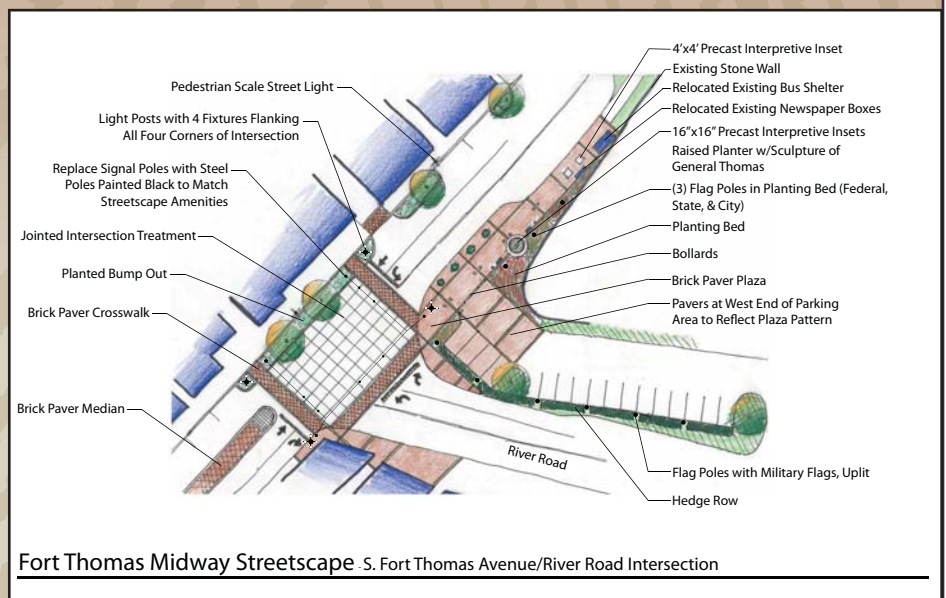 4'x4' Precast Interpretive Inset
Existing Stone Wall
Relocated Existing Bus Shelter
Relocated Existing Newspaper Boxes
16"x16" Precast Interpretive Insets
Raised Planter w/Sculpture of
General Thomas
(3) Flag Poles in Planting Bed (Federal,
State, & City)
Planting Bed
Bollards
Brick Paver Plaza
Pavers at West End of Parking
Area to Reflect Plaza Pattern
Pedestrian Scale Street Light
Light Posts with 4 Fixtures Flanking
All Four Corners of Intersection
Replace Signal Poles with Steel
Poles Painted Black to Match
Streetscape Amenities
Jointed Intersection Treatment
Planted Bump Out
Brick Paver Crosswalk
Brick Paver Median
River Road
Flag Poles with Military Flags, Uplit
Hedge Row
Fort Thomas Midway Streetscape - S. Fort Thomas Avenue/River Road Intersection